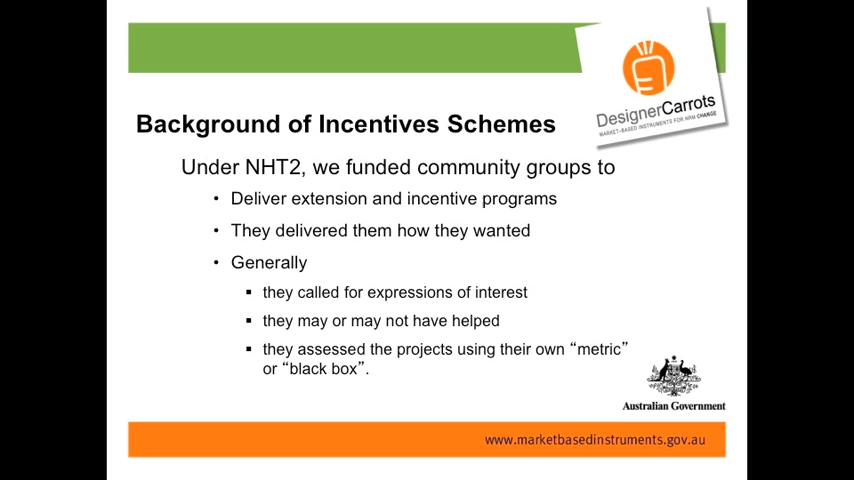 DesignerCarrots
MARKET-BASED INSTRUMENTS FOR NRM CHANGE
Background of Incentives Schemes
Under NHT2, we funded community groups to
• Deliver extension and incentive programs
• They delivered them how they wanted
• Generally
▪ they called for expressions of interest
▪ they may or may not have helped
▪ they assessed the projects using their own “metric”
or “black box”.
Australian Government
www.marketbasedinstruments.gov.au